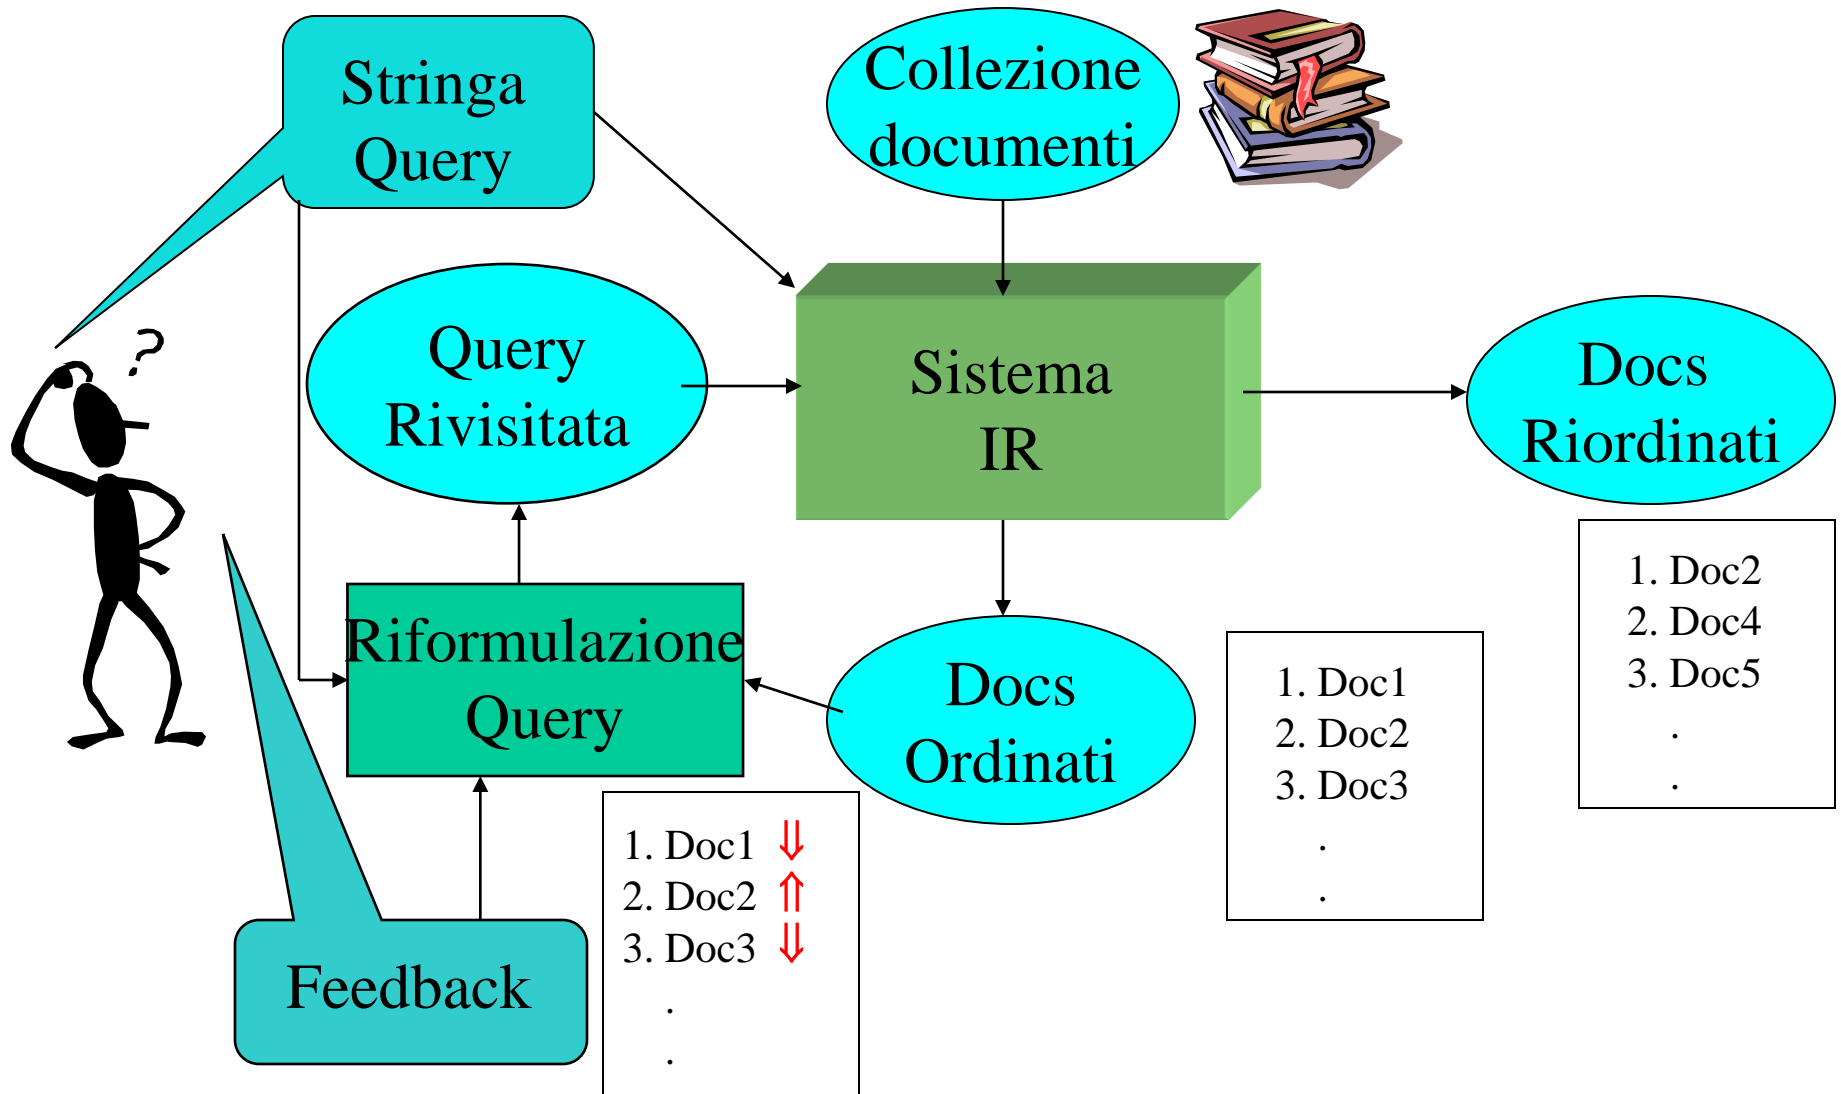 Stringa
Query
Collezione
documenti
?
Query
Rivisitata
Sistema
IR
Docs
Riordinati
1. Doc2
2. Doc4
3. Doc5
.
.
Riformulazione
Query
Docs
Ordinati
1. Doc1
2. Doc2
3. Doc3
.
.
1. Doc1 ⇓
2. Doc2 ⇑
3. Doc3 ⇓
.
.
Feedback